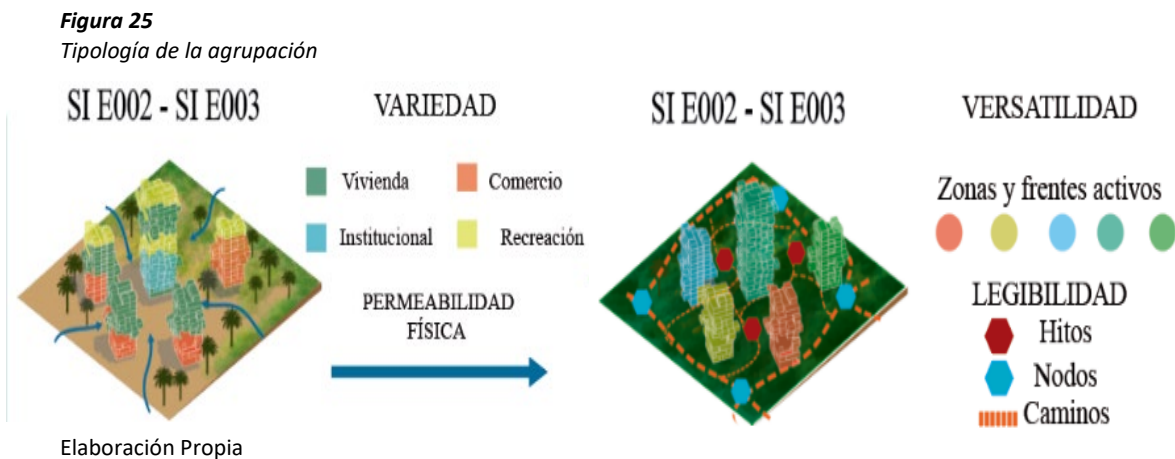 Figura 25
Tipología de la agrupación
SI E002 - SI E003
VARIEDAD
Vivienda
Comercio
Institucional
Recreación
PERMEABILIDAD
FÍSICA
SI E002 - SI E003
VERSATILIDAD
Zonas y frentes activos
LEGIBILIDAD
Hitos
Nodos
Caminos
Elaboración Propia